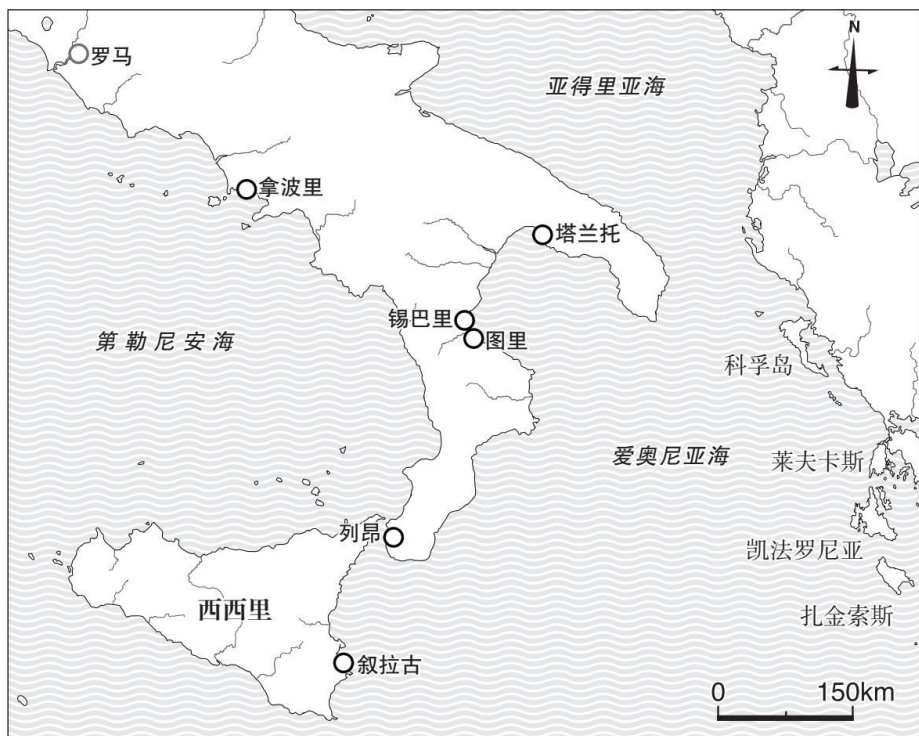 罗马
N
亚得里亚海
拿波里
塔兰托
锡巴里
第勒尼安海
图里
科孚岛
爱奥尼亚海
莱夫卡斯
列昂
凯法罗尼亚
西西里
扎金索斯
叙拉古
0 150km